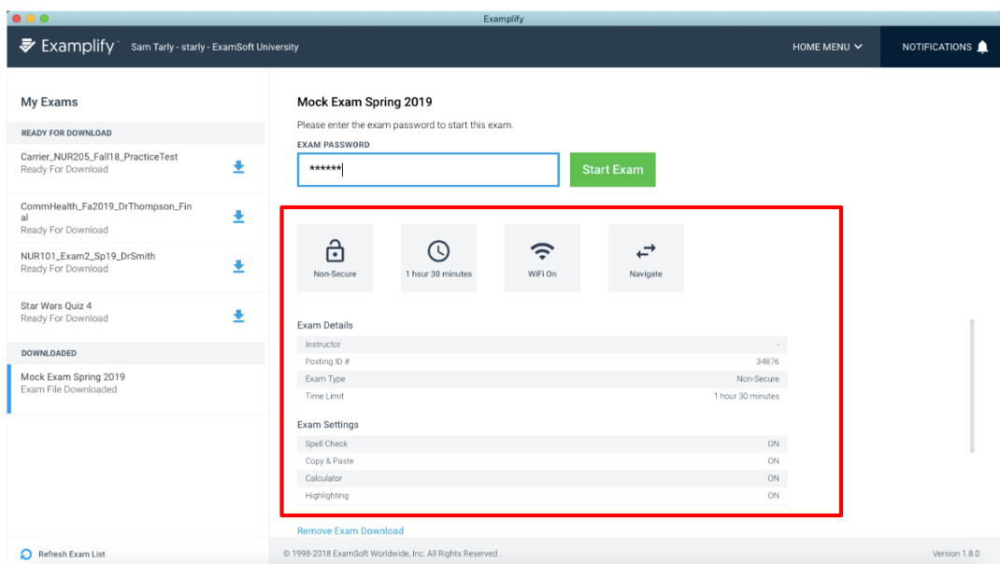 Examplify
Examplify
Sam Tarly - starly - ExamSoft University
HOME MENU
NOTIFICATIONS
My Exams
READY FOR DOWNLOAD
Carrier_NUR205_Fall18_PracticeTest
Ready For Download
CommHealth_Fa2019_DrThompson_Fin
al
Ready For Download
NUR101_Exam2_Sp19_DrSmith
Ready For Download
Star Wars Quiz 4
Ready For Download
DOWNLOADED
Mock Exam Spring 2019
Exam File Downloaded
Refresh Exam List
Mock Exam Spring 2019
Please enter the exam password to start this exam.
EXAM PASSWORD
******
Start Exam
Non-Secure
1 hour 30 minutes
WiFi On
Navigate
Exam Details
Instructor -
Posting ID # 34876
Exam Type Non-Secure
Time Limit 1 hour 30 minutes
Exam Settings
Spell Check ON
Copy & Paste ON
Calculator ON
Highlighting ON
Remove Exam Download
© 1998-2018 ExamSoft Worldwide, Inc. All Rights Reserved .
Version 1.8.0